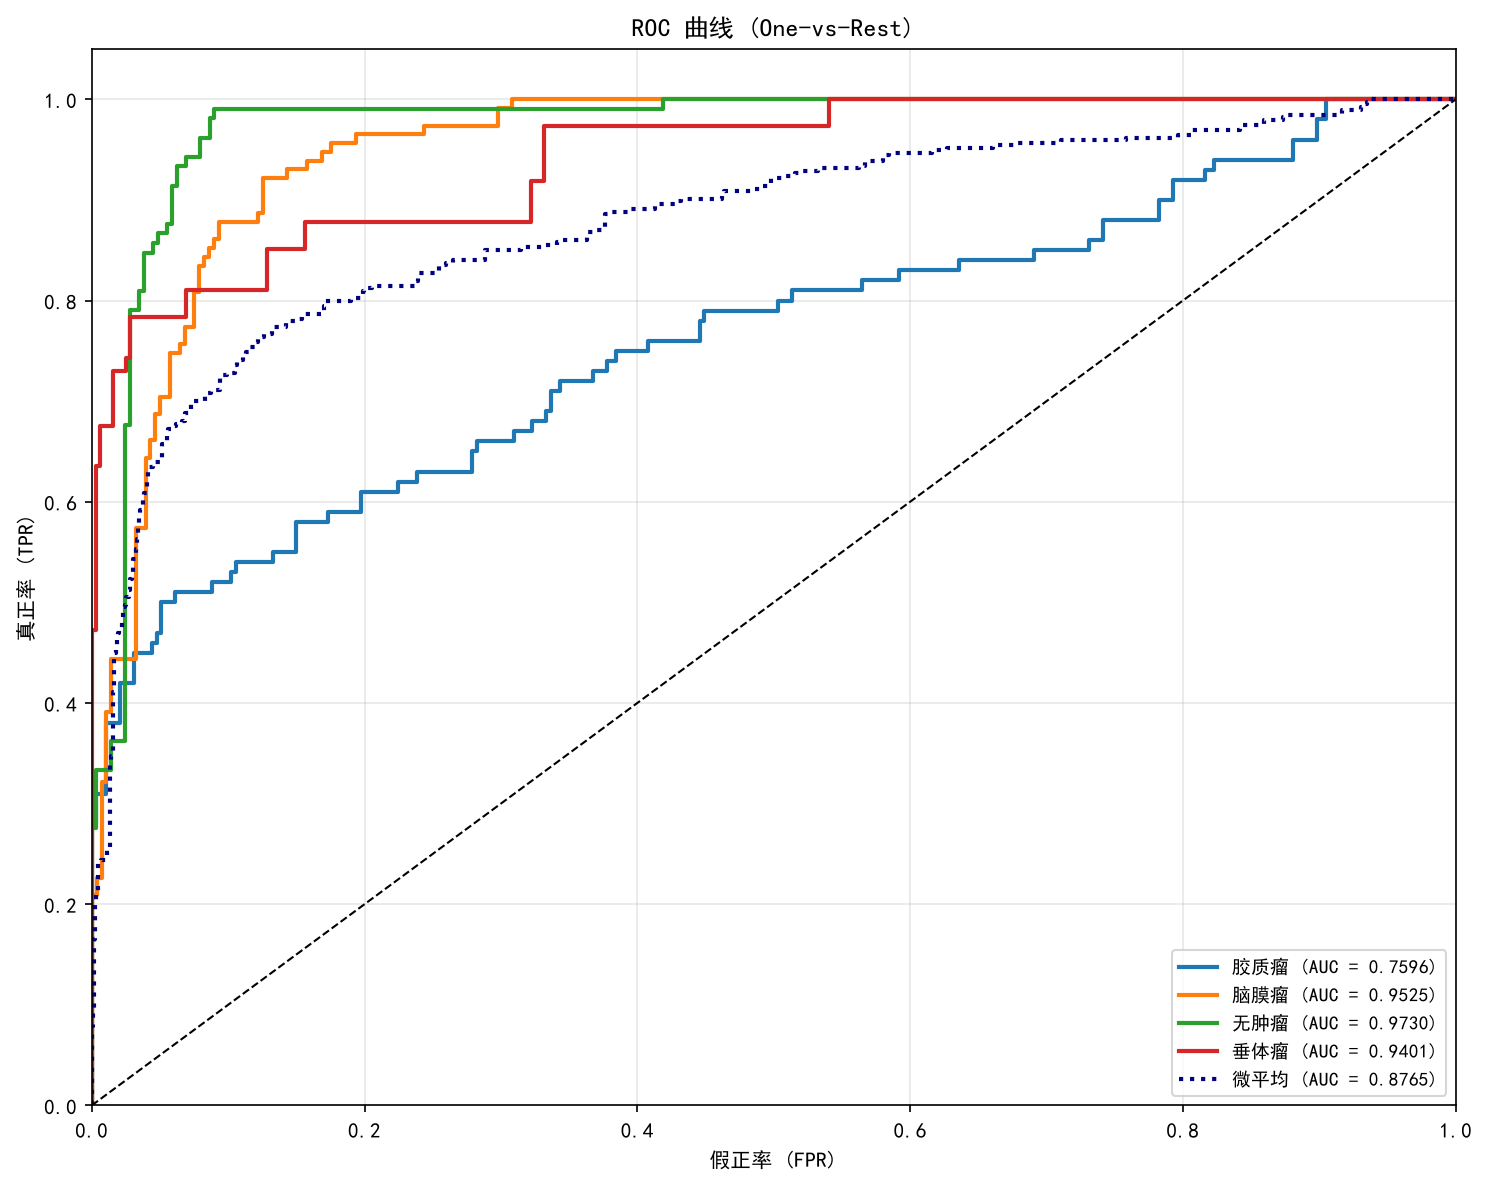 ROC 曲线 (One-vs-Rest)
真正率 (TPR)
1.0
0.8
0.6
0.4
0.2
0.0
0.0
0.2
0.4
0.6
0.8
1.0
假正率 (FPR)
胶质瘤 (AUC = 0.7596)
脑膜瘤 (AUC = 0.9525)
无肿瘤 (AUC = 0.9730)
垂体瘤 (AUC = 0.9401)
微平均 (AUC = 0.8765)